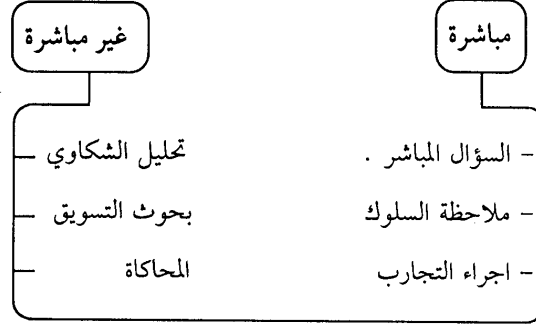 مباشرة
غير مباشرة
- السؤال المباشر .
- ملاحظة السلوك
- اجراء التجارب
تحليل الشكاوي
بحوث التسويق
المحاكاة